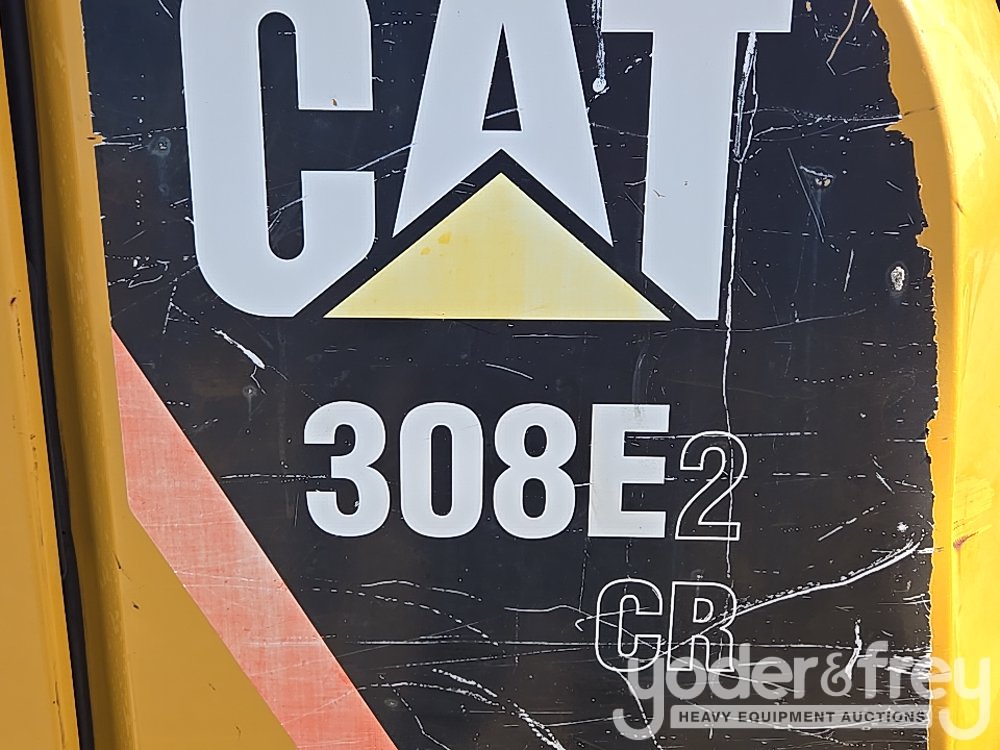 CAT
308E2
CR
yoder&frey
HEAVY EQUIPMENT AUCTIONS